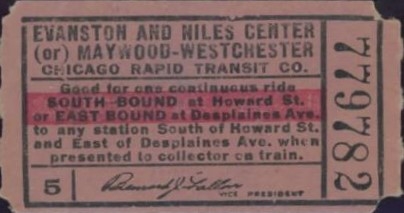 EVANSTON AND NILES CENTER
(or) MAYWOOD-WESTCHESTER
CHICAGO RAPID TRANSIT CO.
Good for one continuous ride
SOUTH BOUND at Howard St.
or EAST BOUND at Desplaines Ave.
to any station South of Howard St.
and East of Desplaines Ave. when
presented to collector on train.
5
Bernard J. Fallon
VICE PRESIDENT
779782